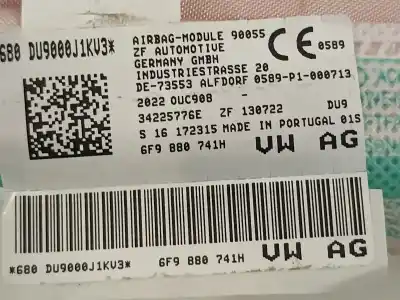 680 DU9000J1KV3*
AIRBAG-MODULE 90055
ZF AUTOMOTIVE
GERMANY GMBH
INDUSTRIESTRASSE 20
DE-73553 ALFDORF 0589-P1-000713
CE 0589
2022 OUC908 -
34225776E ZF 130722 DU9
S 16 172315 MADE IN PORTUGAL 01S
6F9 880 741H VW AG
*680 DU9000J1KV3* 6F9 880 741H VW AG